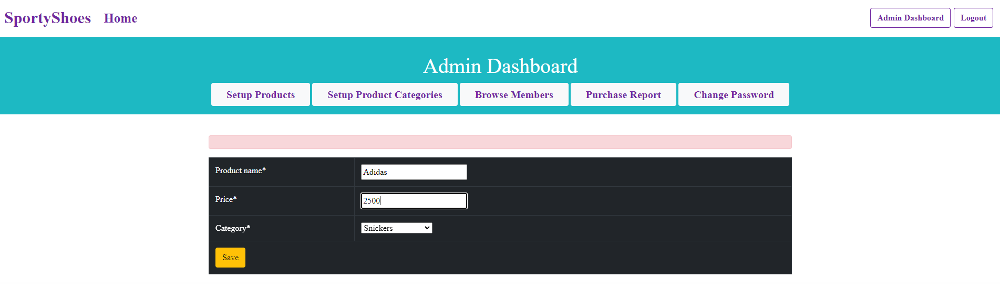 SportyShoes Home Admin Dashboard Logout
Admin Dashboard
Setup Products Setup Product Categories Browse Members Purchase Report Change Password
Product name* Adidas
Price* 2500
Category* Snickers
Save